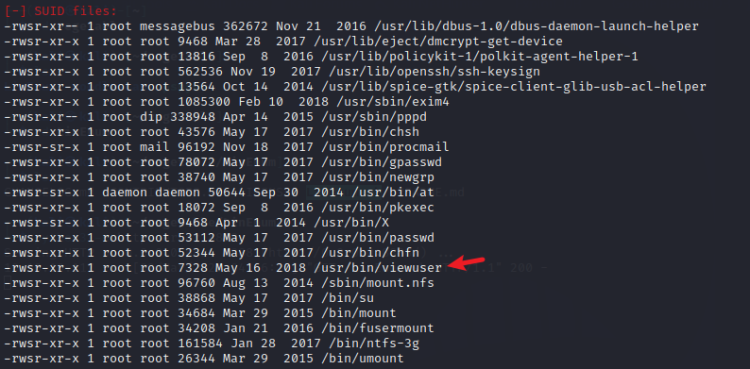 [-] SUID files:
-rwsr-xr-- 1 root messagebus 362672 Nov 21  2016 /usr/lib/dbus-1.0/dbus-daemon-launch-helper
-rwsr-xr-x 1 root root 9468 Mar 28  2017 /usr/lib/eject/dmcrypt-get-device
-rwsr-xr-x 1 root root 13816 Sep  8  2016 /usr/lib/policykit-1/polkit-agent-helper-1
-rwsr-xr-x 1 root root 562536 Nov 19  2017 /usr/lib/openssh/ssh-keysign
-rwsr-xr-x 1 root root 13564 Oct 14  2014 /usr/lib/spice-gtk/spice-client-glib-usb-acl-helper
-rwsr-xr-x 1 root root 1085300 Feb 10  2018 /usr/sbin/exim4
-rwsr-xr-- 1 root dip 338948 Apr 14  2015 /usr/sbin/pppd
-rwsr-xr-x 1 root root 43576 May 17  2017 /usr/bin/chsh
-rwsr-sr-x 1 root mail 96192 Nov 18  2017 /usr/bin/procmail
-rwsr-xr-x 1 root root 78072 May 17  2017 /usr/bin/gpasswd
-rwsr-xr-x 1 root root 38740 May 17  2017 /usr/bin/newgrp
-rwsr-sr-x 1 daemon daemon 50644 Sep 30  2014 /usr/bin/at
-rwsr-xr-x 1 root root 18072 Sep  8  2016 /usr/bin/pkexec
-rwsr-sr-x 1 root root 9468 Apr  1  2014 /usr/bin/X
-rwsr-xr-x 1 root root 53112 May 17  2017 /usr/bin/passwd
-rwsr-xr-x 1 root root 52344 May 17  2017 /usr/bin/chfn
-rwsr-xr-x 1 root root 7328 May 16  2018 /usr/bin/viewuser
-rwsr-xr-x 1 root root 96760 Aug 13  2014 /sbin/mount.nfs
-rwsr-xr-x 1 root root 38868 May 17  2017 /bin/su
-rwsr-xr-x 1 root root 34684 Mar 29  2015 /bin/mount
-rwsr-xr-x 1 root root 34208 Jan 21  2016 /bin/fusermount
-rwsr-xr-x 1 root root 161584 Jan 28  2017 /bin/ntfs-3g
-rwsr-xr-x 1 root root 26344 Mar 29  2015 /bin/umount